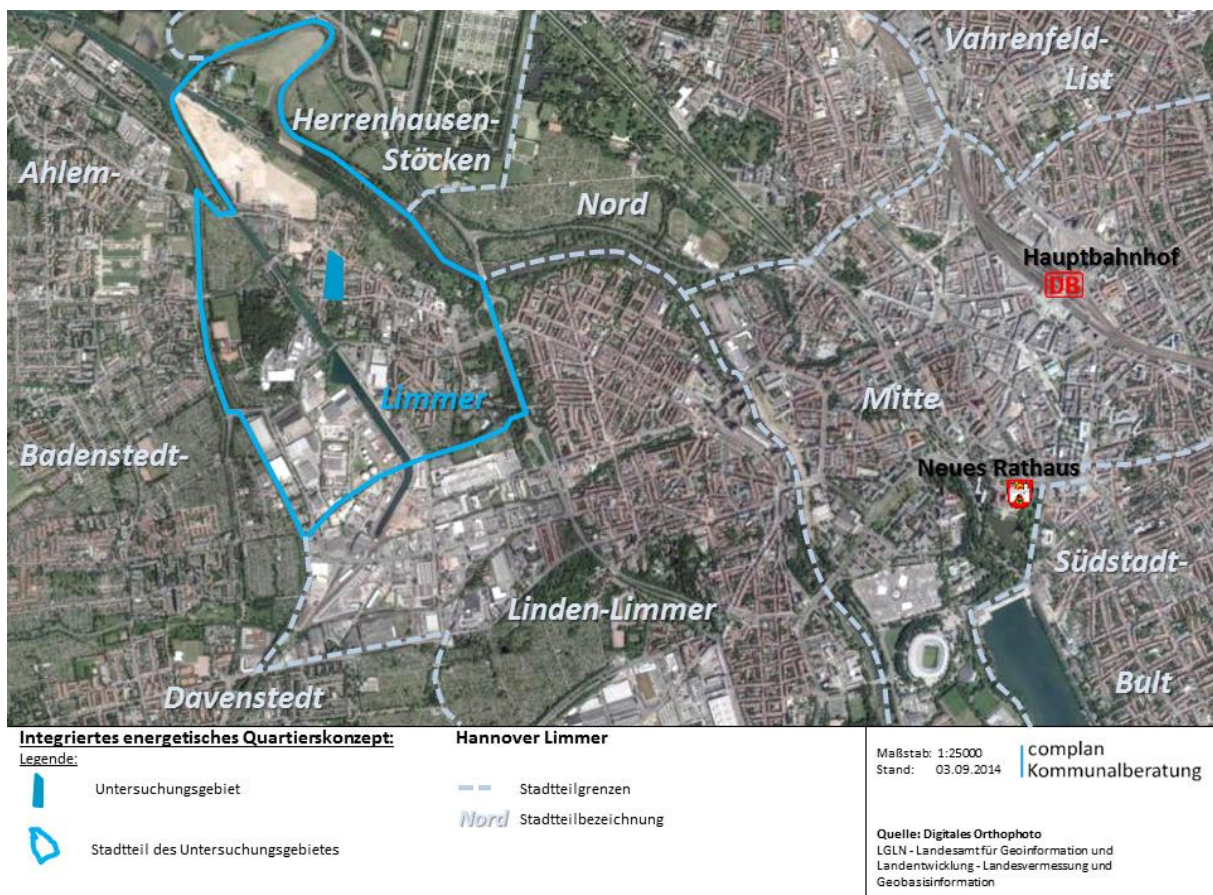 Vahrenfeld-
List
Herrenhausen-
Stöcken
Ahlem-
Nord
Hauptbahnhof
DB
Limmer
Mitte
Badenstedt-
Neues Rathaus
Südstadt-
Linden-Limmer
Davenstedt
Bult
Integriertes energetisches Quartierskonzept:
Hannover Limmer
Legende:
Untersuchungsgebiet
Stadtteil des Untersuchungsgebietes
Stadtteilgrenzen
Nord Stadtteilbezeichnung
Maßstab: 1:25000
Stand: 03.09.2014
complan
Kommunalberatung
Quelle: Digitales Orthophoto
LGLN - Landesamt für Geoinformation und
Landentwicklung - Landesvermessung und
Geobasisinformation